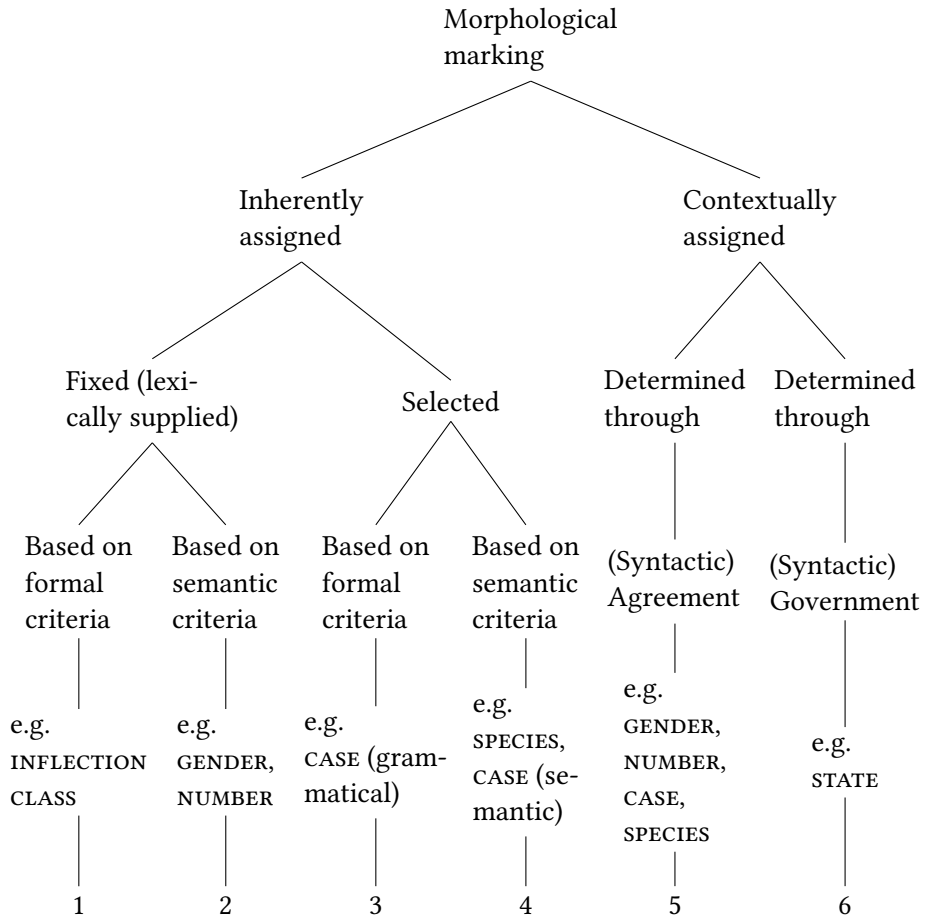 Morphological
marking
Inherently
assigned
Contextually
assigned
Fixed (lexi-
cally supplied)
Selected
Determined
through
Determined
through
Based on
formal
criteria
Based on
semantic
criteria
Based on
formal
criteria
Based on
semantic
criteria
(Syntactic)
Agreement
(Syntactic)
Government
e.g.
INFLECTION
CLASS
e.g.
GENDER,
NUMBER
e.g.
CASE (gram-
matical)
e.g.
SPECIES,
CASE (se-
mantic)
e.g.
GENDER,
NUMBER,
CASE,
SPECIES
e.g.
STATE
1 2 3 4 5 6